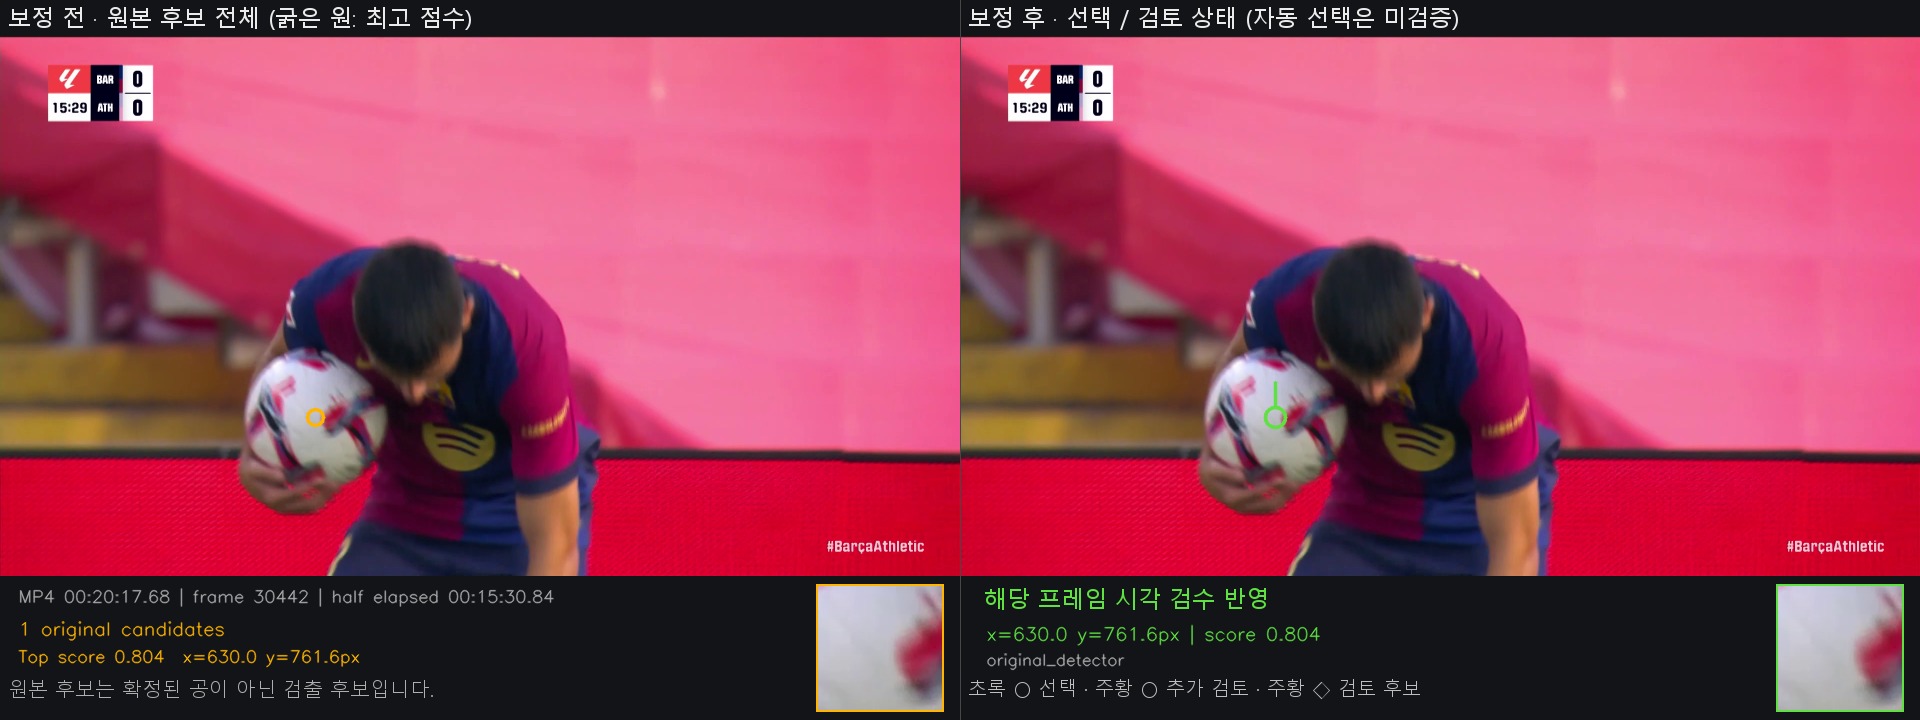 보정 전 · 원본 후보 전체 (굵은 원: 최고 점수)
BAR 0
15:29 ATH 0
#BarçaAthletic
MP4 00:20:17.68 | frame 30442 | half elapsed 00:15:30.84
1 original candidates
Top score 0.804 x=630.0 y=761.6px
원본 후보는 확정된 공이 아닌 검출 후보입니다.
보정 후 · 선택 / 검토 상태 (자동 선택은 미검증)
BAR 0
15:29 ATH 0
#BarçaAthletic
해당 프레임 시각 검수 반영
x=630.0 y=761.6px | score 0.804
original_detector
초록 ○ 선택 · 주황 ○ 추가 검토 · 주황 ◇ 검토 후보